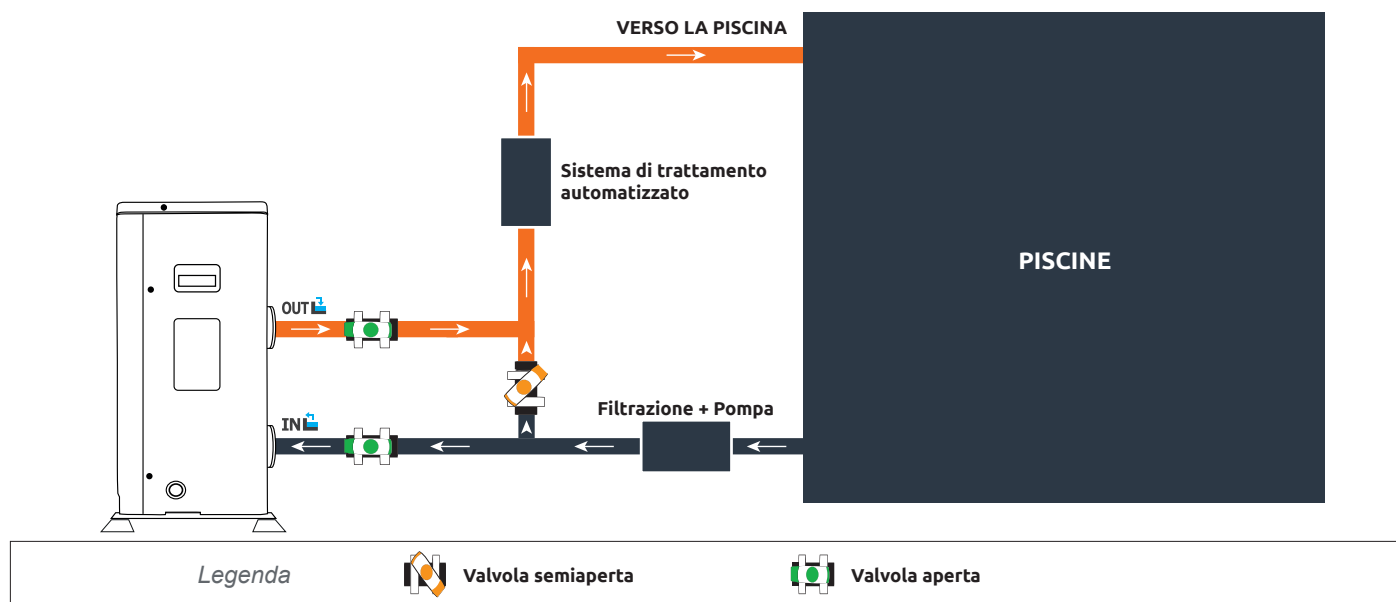 VERSO LA PISCINA
Sistema di trattamento
automatizzato
PISCINE
OUT
IN
Filtrazione + Pompa
Legenda
Valvola semiaperta
Valvola aperta